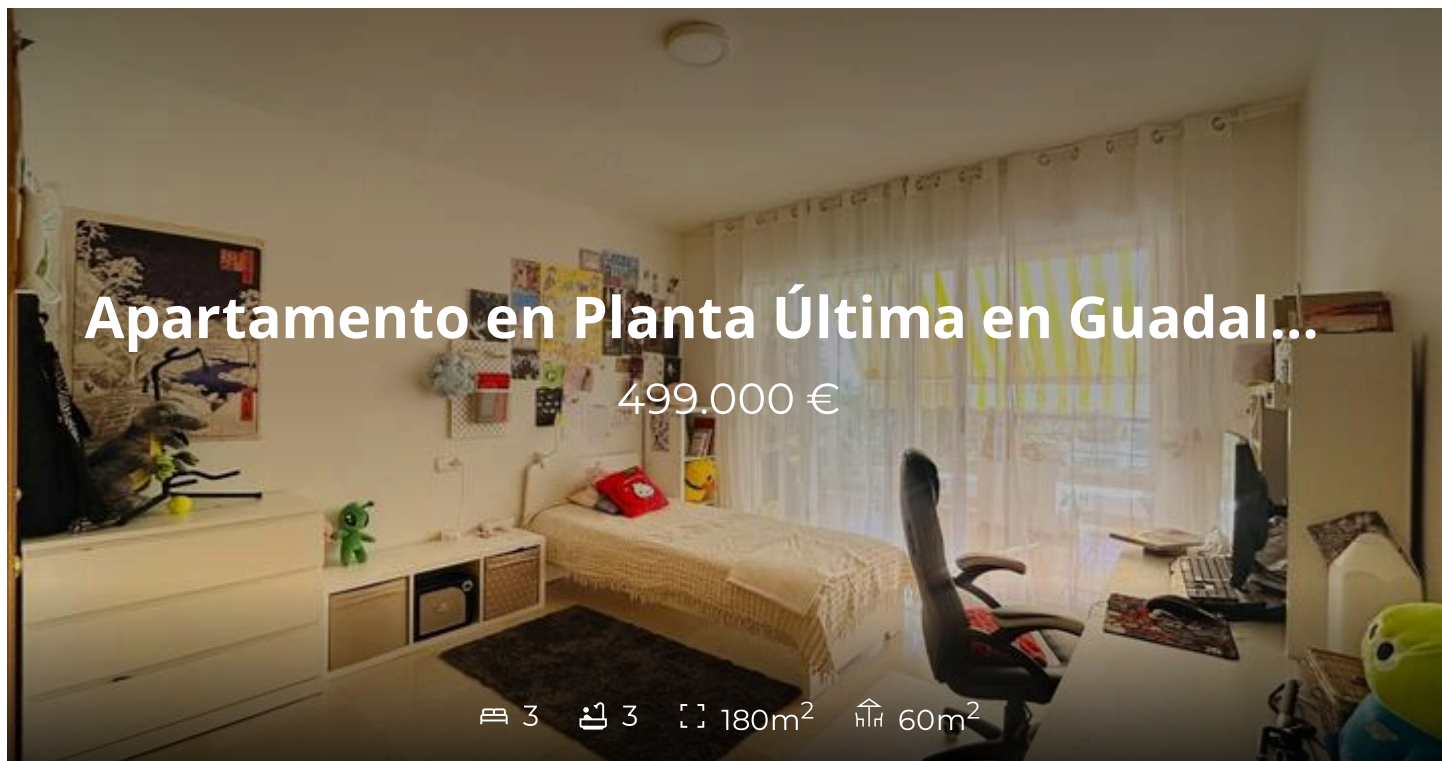 Apartamento en Planta Última en Guadal...
499.000 €
3 3 180m² 60m²